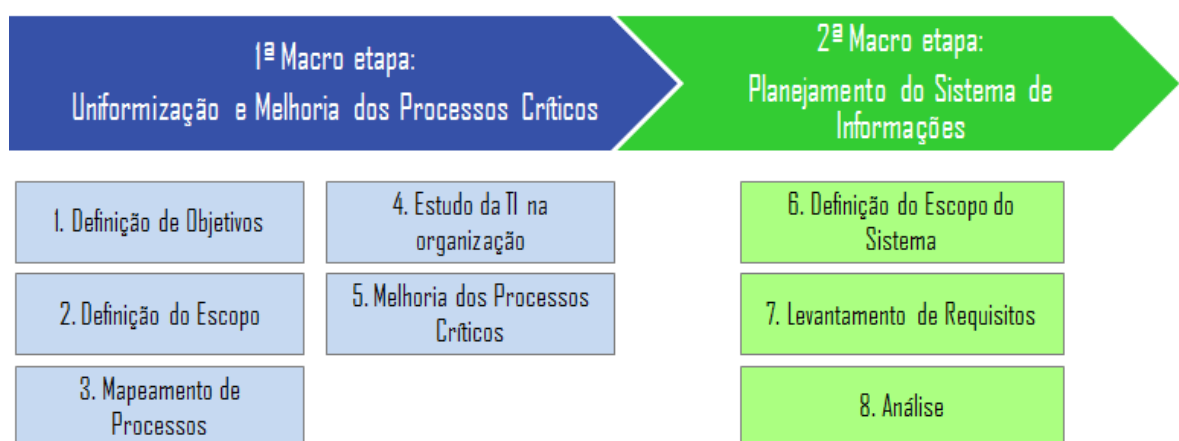 1ª Macro etapa:
Uniformização e Melhoria dos Processos Críticos
2ª Macro etapa:
Planejamento do Sistema de
Informações
1. Definição de Objetivos
2. Definição do Escopo
3. Mapeamento de
Processos
4. Estudo da TI na
organização
5. Melhoria dos Processos
Críticos
6. Definição do Escopo do
Sistema
7. Levantamento de Requisitos
8. Análise